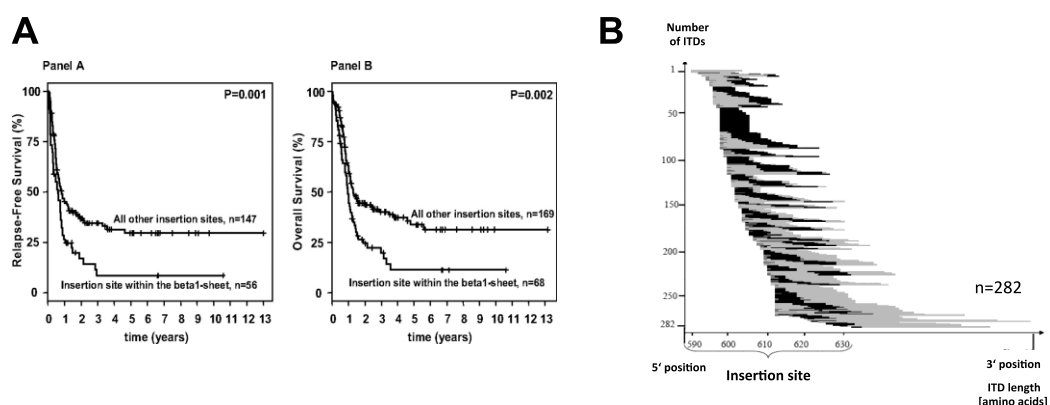 A
Panel A
P=0.001
Relapse-Free Survival (%)
100
75
50
25
0
All other insertion sites, n=147
Insertion site within the beta1-sheet, n=56
0 1 2 3 4 5 6 7 8 9 10 11 12 13
time (years)
Panel B
P=0.002
Overall Survival (%)
100
75
50
25
0
All other insertion sites, n=169
Insertion site within the beta1-sheet, n=68
0 1 2 3 4 5 6 7 8 9 10 11 12 13
time (years)
B
Number
of ITDs
1
50
100
150
200
250
282
n=282
590 600 610 620 630
5' position
Insertion site
3' position
ITD length
[amino acids]